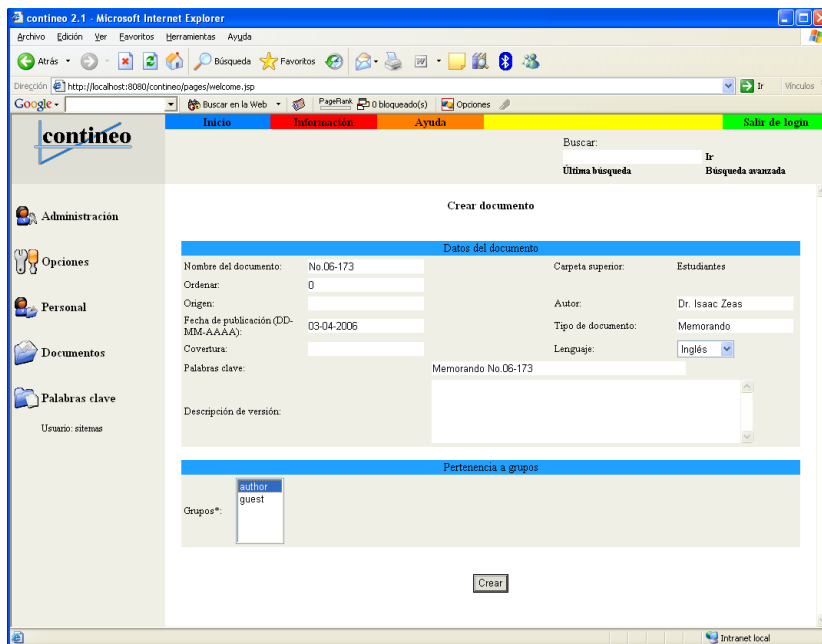 contineo 2.1 - Microsoft Internet Explorer
Archivo Edición Ver Favoritos Herramientas Ayuda
Atrás Búsqueda Favoritos
Dirección http://localhost:8080/contineo/pages/welcome.jsp Ir Vínculos
Google Buscar en la Web PageRank 0 bloqueado(s) Opciones
contineo
Inicio Información Ayuda Salir de login
Buscar:
Ir
Última búsqueda Búsqueda avanzada
Crear documento
Administración
Opciones
Personal
Documentos
Palabras clave
Usuario: sitemas
Datos del documento
Nombre del documento: No.06-173 Carpeta superior: Estudiantes
Ordenar: 0
Origen: Autor: Dr. Isaac Zeas
Fecha de publicación (DD-
MM-AAAA): 03-04-2006 Tipo de documento: Memorando
Covertura: Lenguaje: Inglés
Palabras clave: Memorando No.06-173
Descripción de versión:
Pertenencia a grupos
author
guest
Grupos*:
Crear
Intranet local